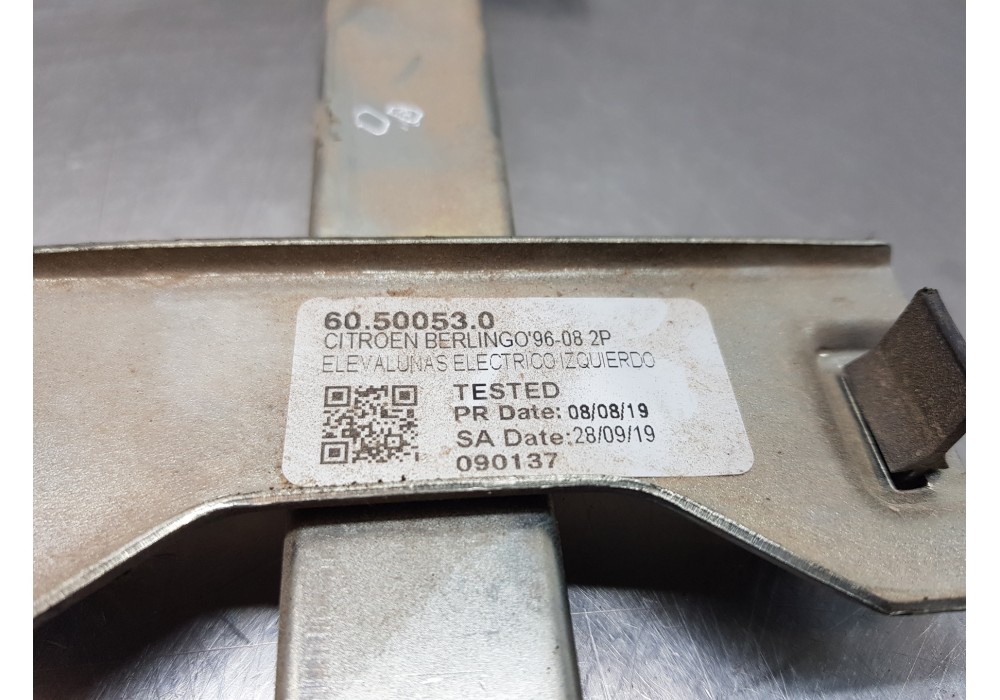 60.50053.0
CITROEN BERLINGO'96-08 2P
ELEVALUNAS ELECTRICO IZQUIERDO
TESTED
PR Date: 08/08/19
SA Date:28/09/19
090137